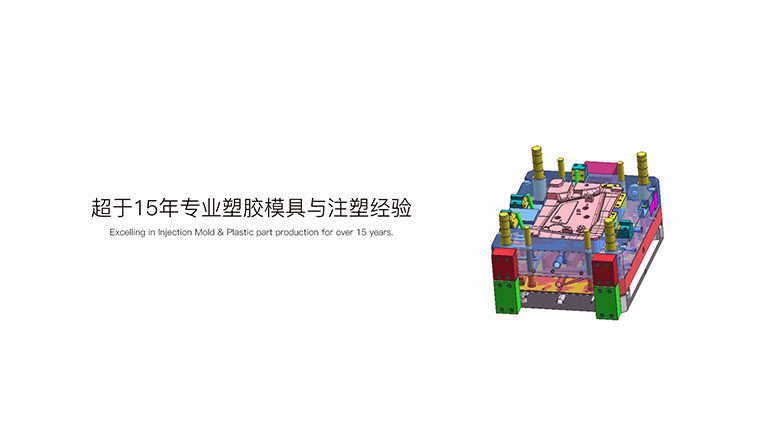 超于15年专业塑胶模具与注塑经验
Excelling in Injection Mold & Plastic part production for over 15 years.